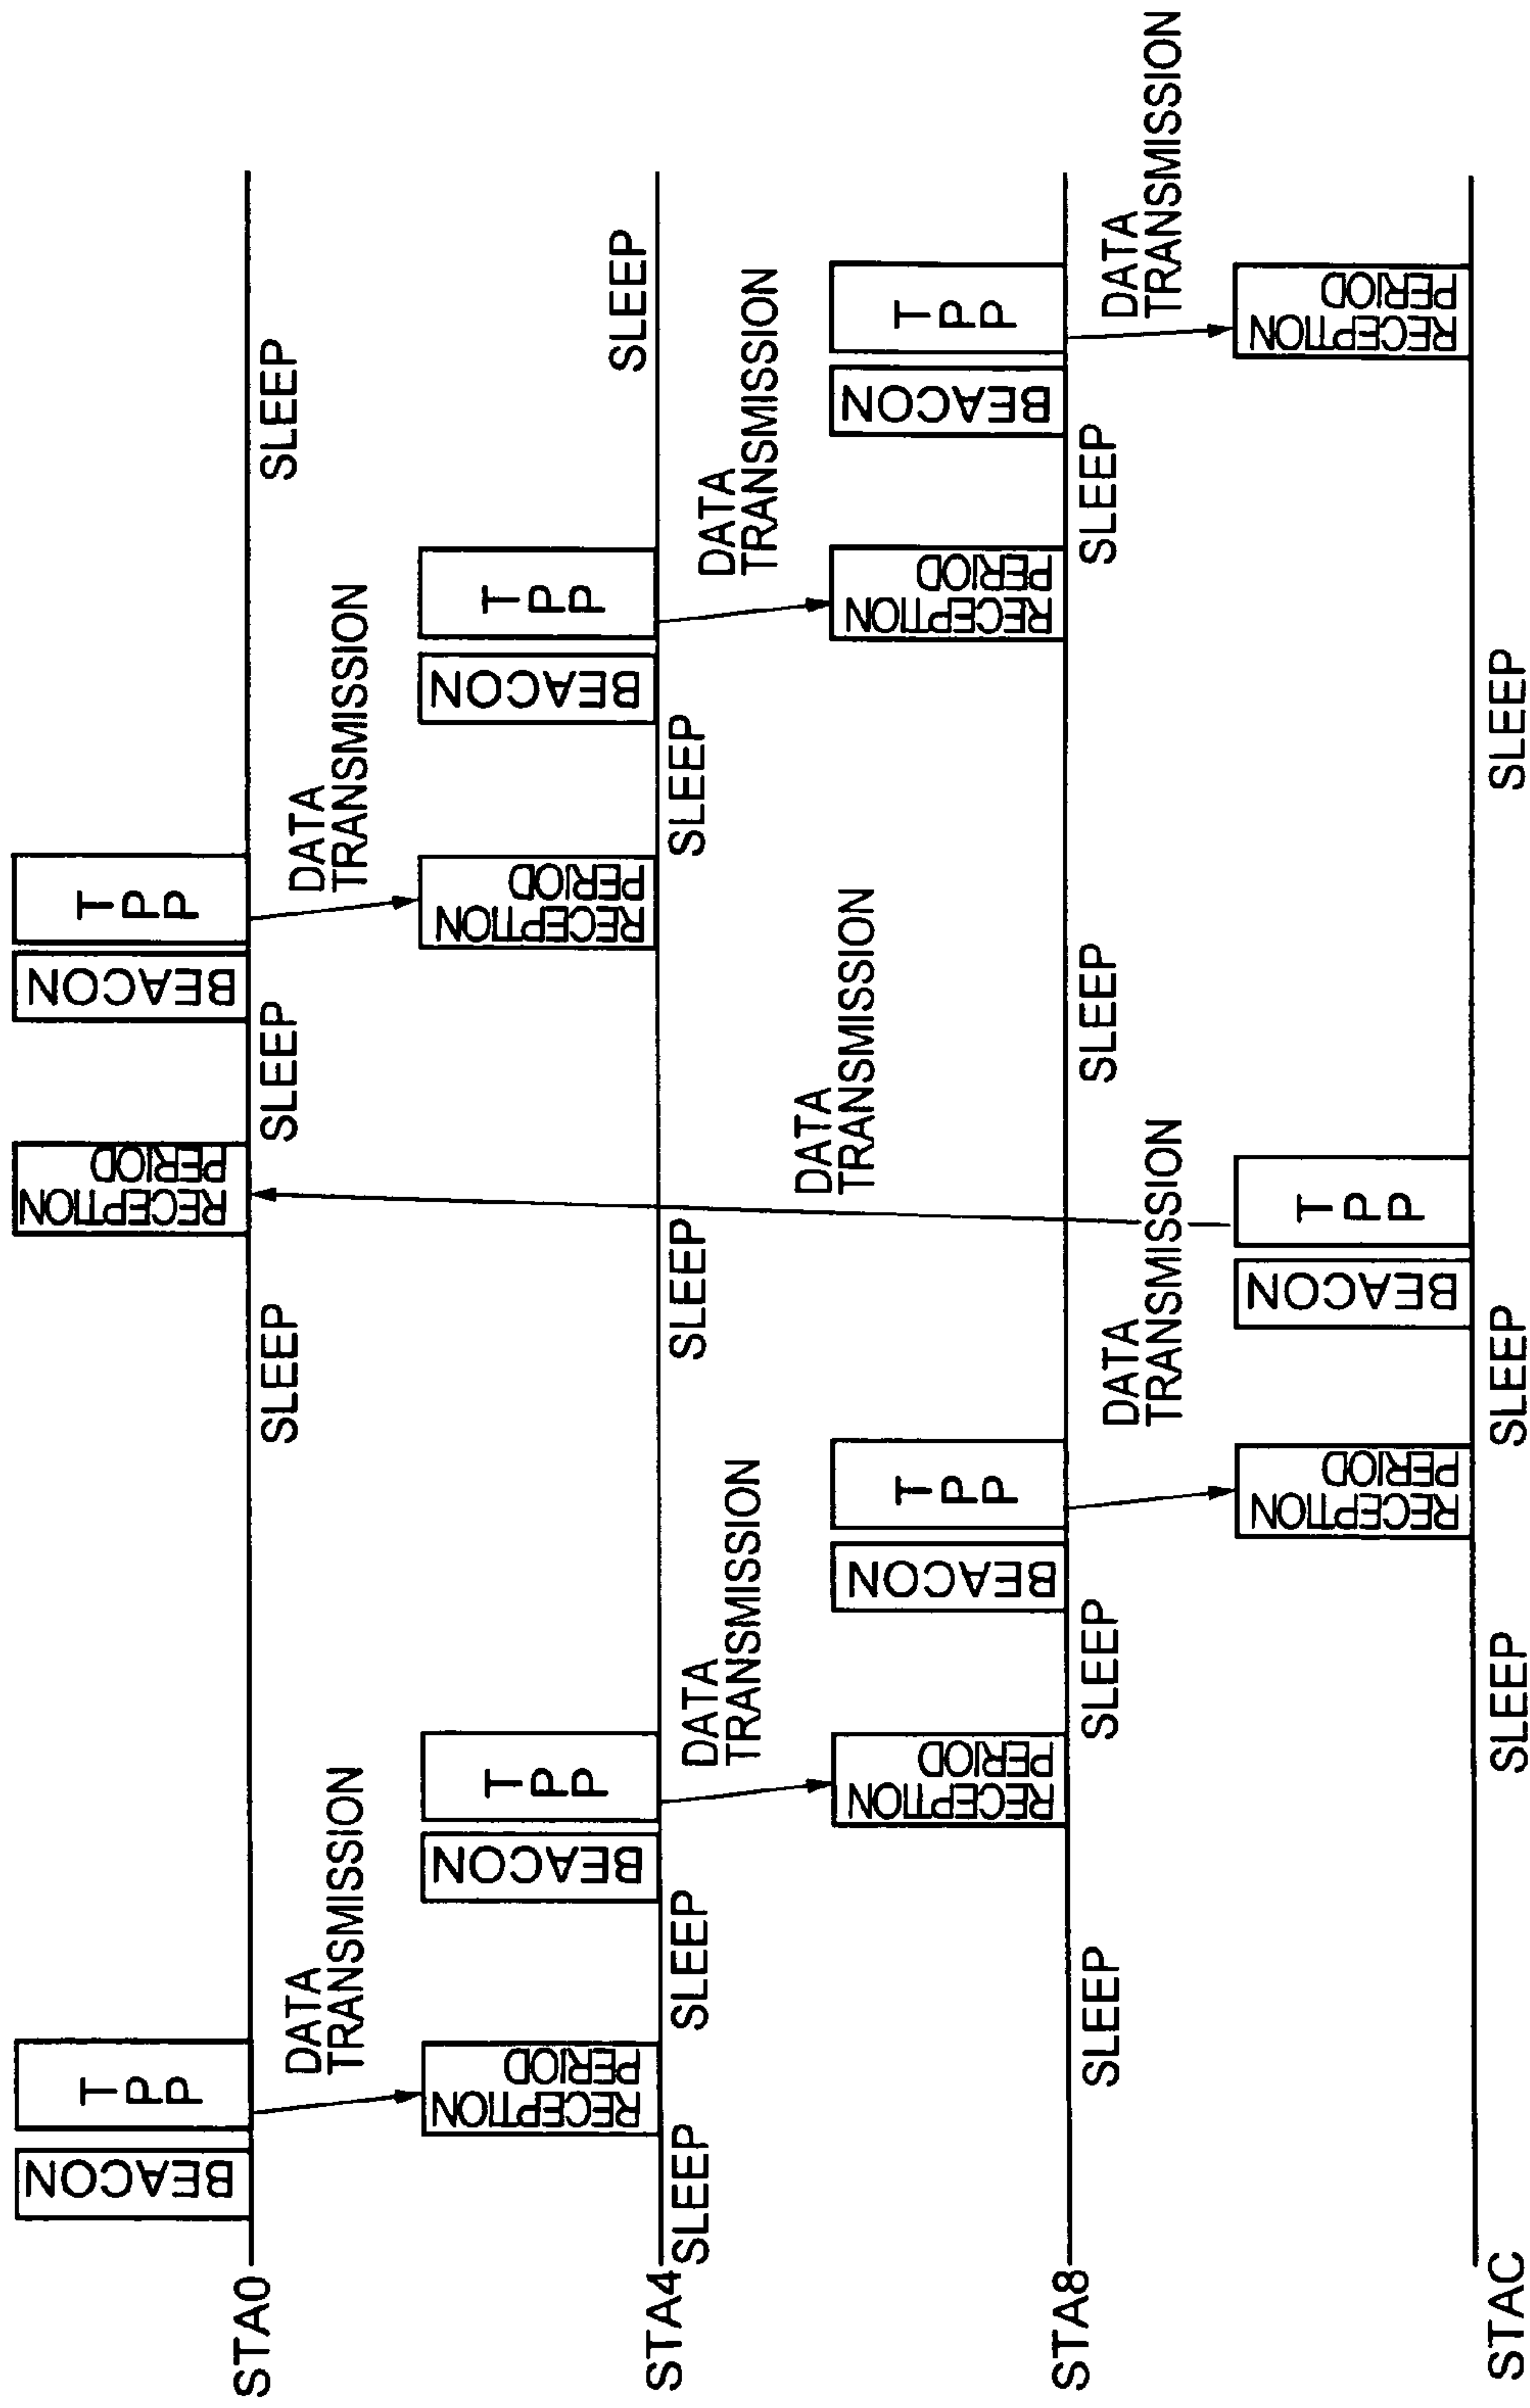 BEACON
TPP
RECEPTION
PERIOD
BEACON
TPP
STA0
SLEEP
SLEEP
SLEEP
DATA
TRANSMISSION
DATA
TRANSMISSION
RECEPTION
PERIOD
BEACON
TPP
RECEPTION
PERIOD
BEACON
TPP
SLEEP
STA4
SLEEP
SLEEP
SLEEP
SLEEP
DATA
TRANSMISSION
DATA
TRANSMISSION
DATA
TRANSMISSION
RECEPTION
PERIOD
BEACON
TPP
RECEPTION
PERIOD
BEACON
TPP
STA8
SLEEP
SLEEP
SLEEP
SLEEP
DATA
TRANSMISSION
DATA
TRANSMISSION
RECEPTION
PERIOD
BEACON
TPP
RECEPTION
PERIOD
STAC
SLEEP
SLEEP
SLEEP